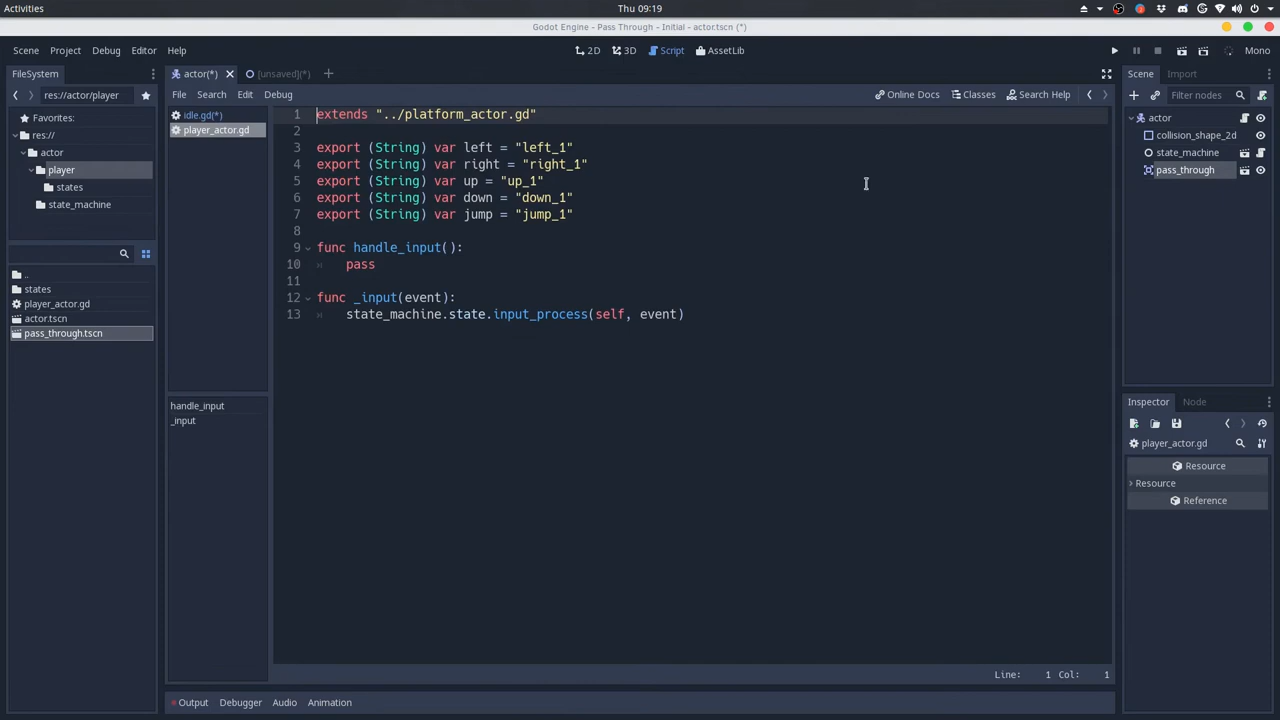 Activities
Thu 09:19
Godot Engine - Pass Through - Initial - actor.tscn (*)
Scene Project Debug Editor Help
2D 3D Script AssetLib
Mono
FileSystem
res://actor/player
Favorites:
res://
actor
player
states
state_machine
..
states
player_actor.gd
actor.tscn
pass_through.tscn
actor(*)
[unsaved](*)
File Search Edit Debug
Online Docs Classes Search Help
idle.gd(*)
player_actor.gd
handle_input
_input
1 extends "../platform_actor.gd"
2
3 export (String) var left = "left_1"
4 export (String) var right = "right_1"
5 export (String) var up = "up_1"
6 export (String) var down = "down_1"
7 export (String) var jump = "jump_1"
8
9 func handle_input():
10 pass
11
12 func _input(event):
13 state_machine.state.input_process(self, event)
Line: 1 Col: 1
Output Debugger Audio Animation
Scene Import
Filter nodes
actor
collision_shape_2d
state_machine
pass_through
Inspector Node
player_actor.gd
Resource
Resource
Reference